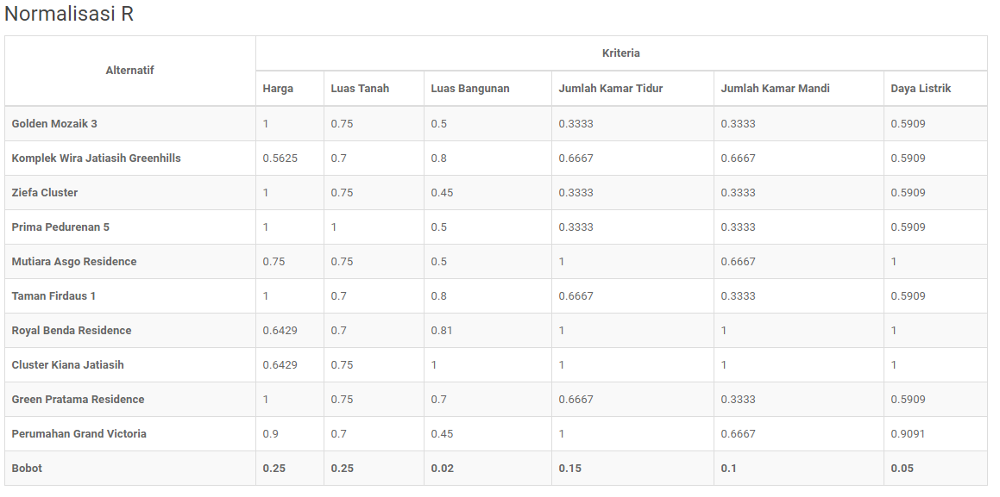 Normalisasi R
Alternatif Kriteria
Harga Luas Tanah Luas Bangunan Jumlah Kamar Tidur Jumlah Kamar Mandi Daya Listrik
Golden Mozaik 3 1 0.75 0.5 0.3333 0.3333 0.5909
Komplek Wira Jatiasih Greenhills 0.5625 0.7 0.8 0.6667 0.6667 0.5909
Ziefa Cluster 1 0.75 0.45 0.3333 0.3333 0.5909
Prima Pedurenan 5 1 1 0.5 0.3333 0.3333 0.5909
Mutiara Asgo Residence 0.75 0.75 0.5 1 0.6667 1
Taman Firdaus 1 1 0.7 0.8 0.6667 0.3333 0.5909
Royal Benda Residence 0.6429 0.7 0.81 1 1 1
Cluster Kiana Jatiasih 0.6429 0.75 1 1 1 1
Green Pratama Residence 1 0.75 0.7 0.6667 0.3333 0.5909
Perumahan Grand Victoria 0.9 0.7 0.45 1 0.6667 0.9091
Bobot 0.25 0.25 0.02 0.15 0.1 0.05